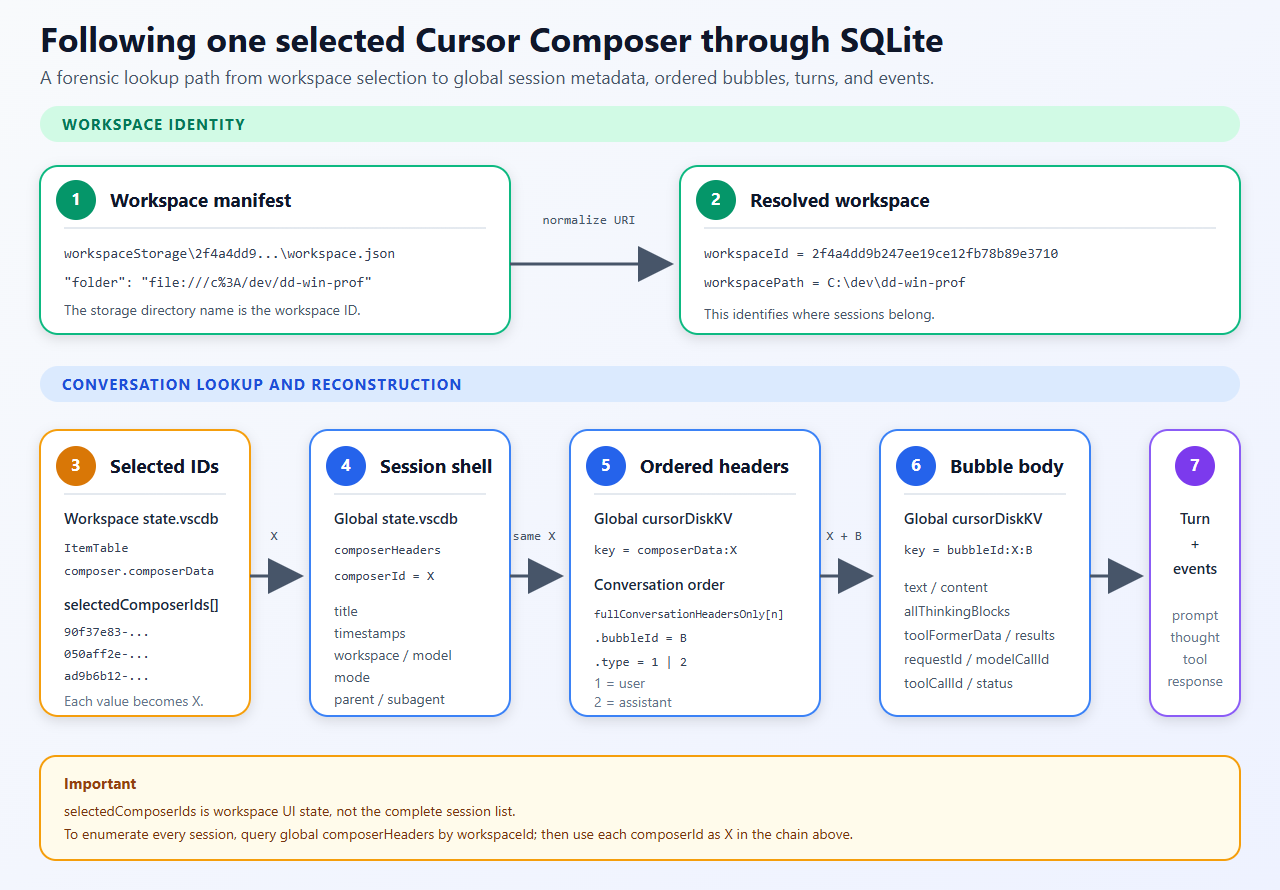 Following one selected Cursor Composer through SQLite
A forensic lookup path from workspace selection to global session metadata, ordered bubbles, turns, and events.
WORKSPACE IDENTITY
1
Workspace manifest
workspaceStorage\2f4a4dd9...\workspace.json
"folder": "file:///c%3A/dev/dd-win-prof"
The storage directory name is the workspace ID.
normalize URI
2
Resolved workspace
workspaceId = 2f4a4dd9b247ee19ce12fb78b89e3710
workspacePath = C:\dev\dd-win-prof
This identifies where sessions belong.
CONVERSATION LOOKUP AND RECONSTRUCTION
3
Selected IDs
Workspace state.vscdb
ItemTable
composer.composerData
selectedComposerIds[]
90f37e83-...
050aff2e-...
ad9b6b12-...
Each value becomes X.
X
4
Session shell
Global state.vscdb
composerHeaders
composerId = X
title
timestamps
workspace / model
mode
parent / subagent
same X
5
Ordered headers
Global cursorDiskKV
key = composerData:X
Conversation order
fullConversationHeadersOnly[n]
.bubbleId = B
.type = 1 | 2
1 = user
2 = assistant
X + B
6
Bubble body
Global cursorDiskKV
key = bubbleId:X:B
text / content
allThinkingBlocks
toolFormerData / results
requestId / modelCallId
toolCallId / status
7
Turn
+
events
prompt
thought
tool
response
Important
selectedComposerIds is workspace UI state, not the complete session list.
To enumerate every session, query global composerHeaders by workspaceId; then use each composerId as X in the chain above.